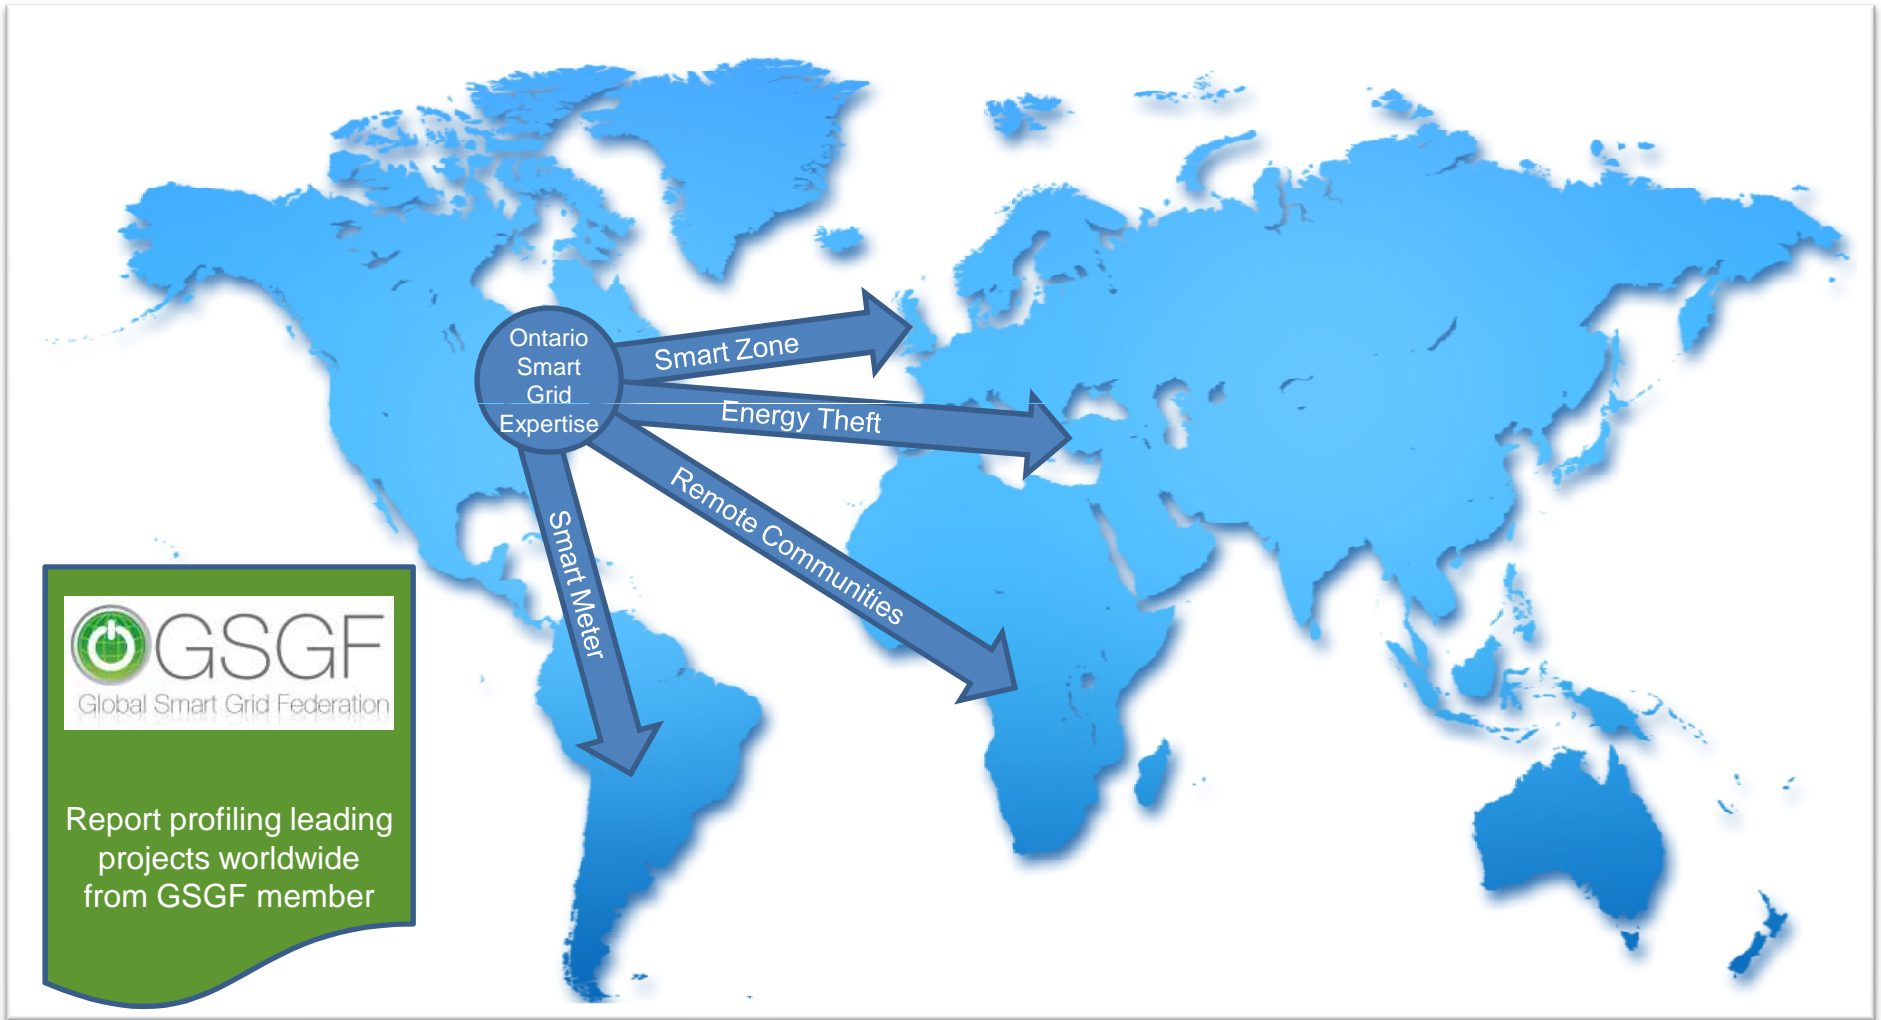 Ontario
Smart
Grid
Expertise
Smart Zone
Energy Theft
Remote Communities
Smart Meter
GSGF
Global Smart Grid Federation
Report profiling leading
projects worldwide
from GSGF member